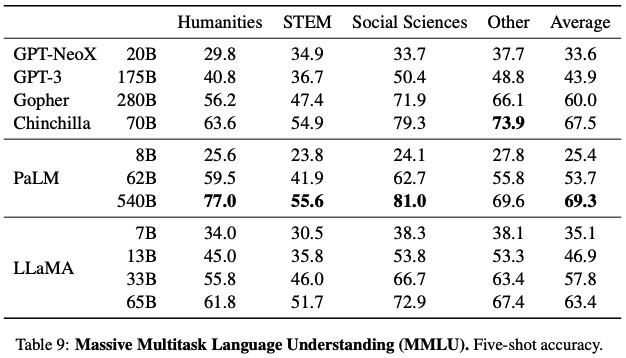 Humanities STEM Social Sciences Other Average
GPT-NeoX 20B 29.8 34.9 33.7 37.7 33.6
GPT-3 175B 40.8 36.7 50.4 48.8 43.9
Gopher 280B 56.2 47.4 71.9 66.1 60.0
Chinchilla 70B 63.6 54.9 79.3 73.9 67.5
8B 25.6 23.8 24.1 27.8 25.4
PaLM 62B 59.5 41.9 62.7 55.8 53.7
540B 77.0 55.6 81.0 69.6 69.3
7B 34.0 30.5 38.3 38.1 35.1
LLaMA 13B 45.0 35.8 53.8 53.3 46.9
33B 55.8 46.0 66.7 63.4 57.8
65B 61.8 51.7 72.9 67.4 63.4
Table 9: Massive Multitask Language Understanding (MMLU). Five-shot accuracy.